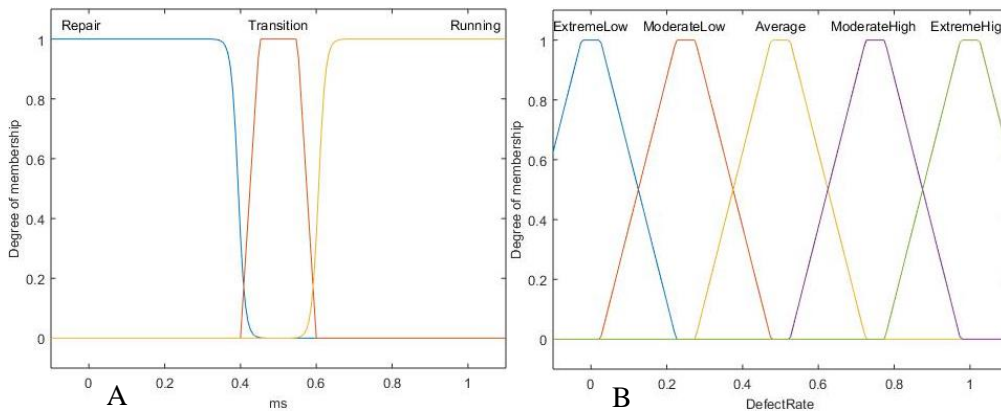 Repair Transition Running
1
0.8
0.6
0.4
0.2
0
Degree of membership
0 0.2 0.4 0.6 0.8 1
ms
A
ExtremeLow ModerateLow Average ModerateHigh ExtremeHig
1
0.8
0.6
0.4
0.2
0
Degree of membership
0 0.2 0.4 0.6 0.8 1
DefectRate
B